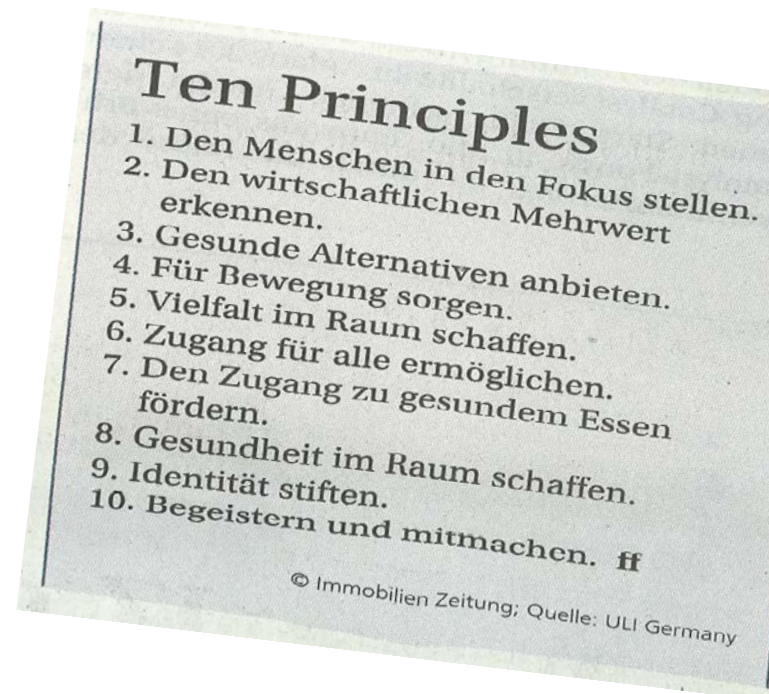 Ten Principles
1. Den Menschen in den Fokus stellen.
2. Den wirtschaftlichen Mehrwert
erkennen.
3. Gesunde Alternativen anbieten.
4. Für Bewegung sorgen.
5. Vielfalt im Raum schaffen.
6. Zugang für alle ermöglichen.
7. Den Zugang zu gesundem Essen
fördern.
8. Gesundheit im Raum schaffen.
9. Identität stiften.
10. Begeistern und mitmachen. ff
© Immobilien Zeitung; Quelle: ULI Germany